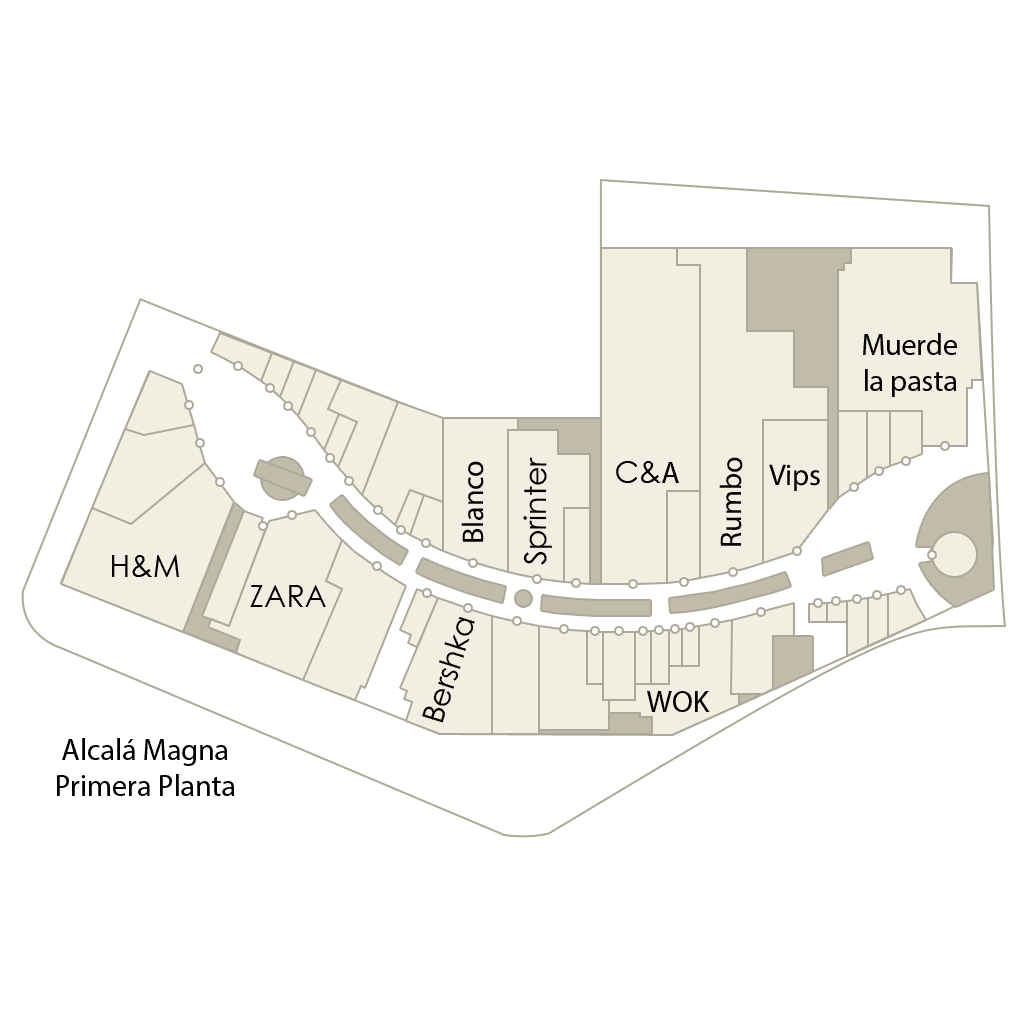 Muerde
la pasta
C&A
Rumbo
Vips
Blanco
Sprinter
H&M
ZARA
Bershka
WOK
Alcalá Magna
Primera Planta